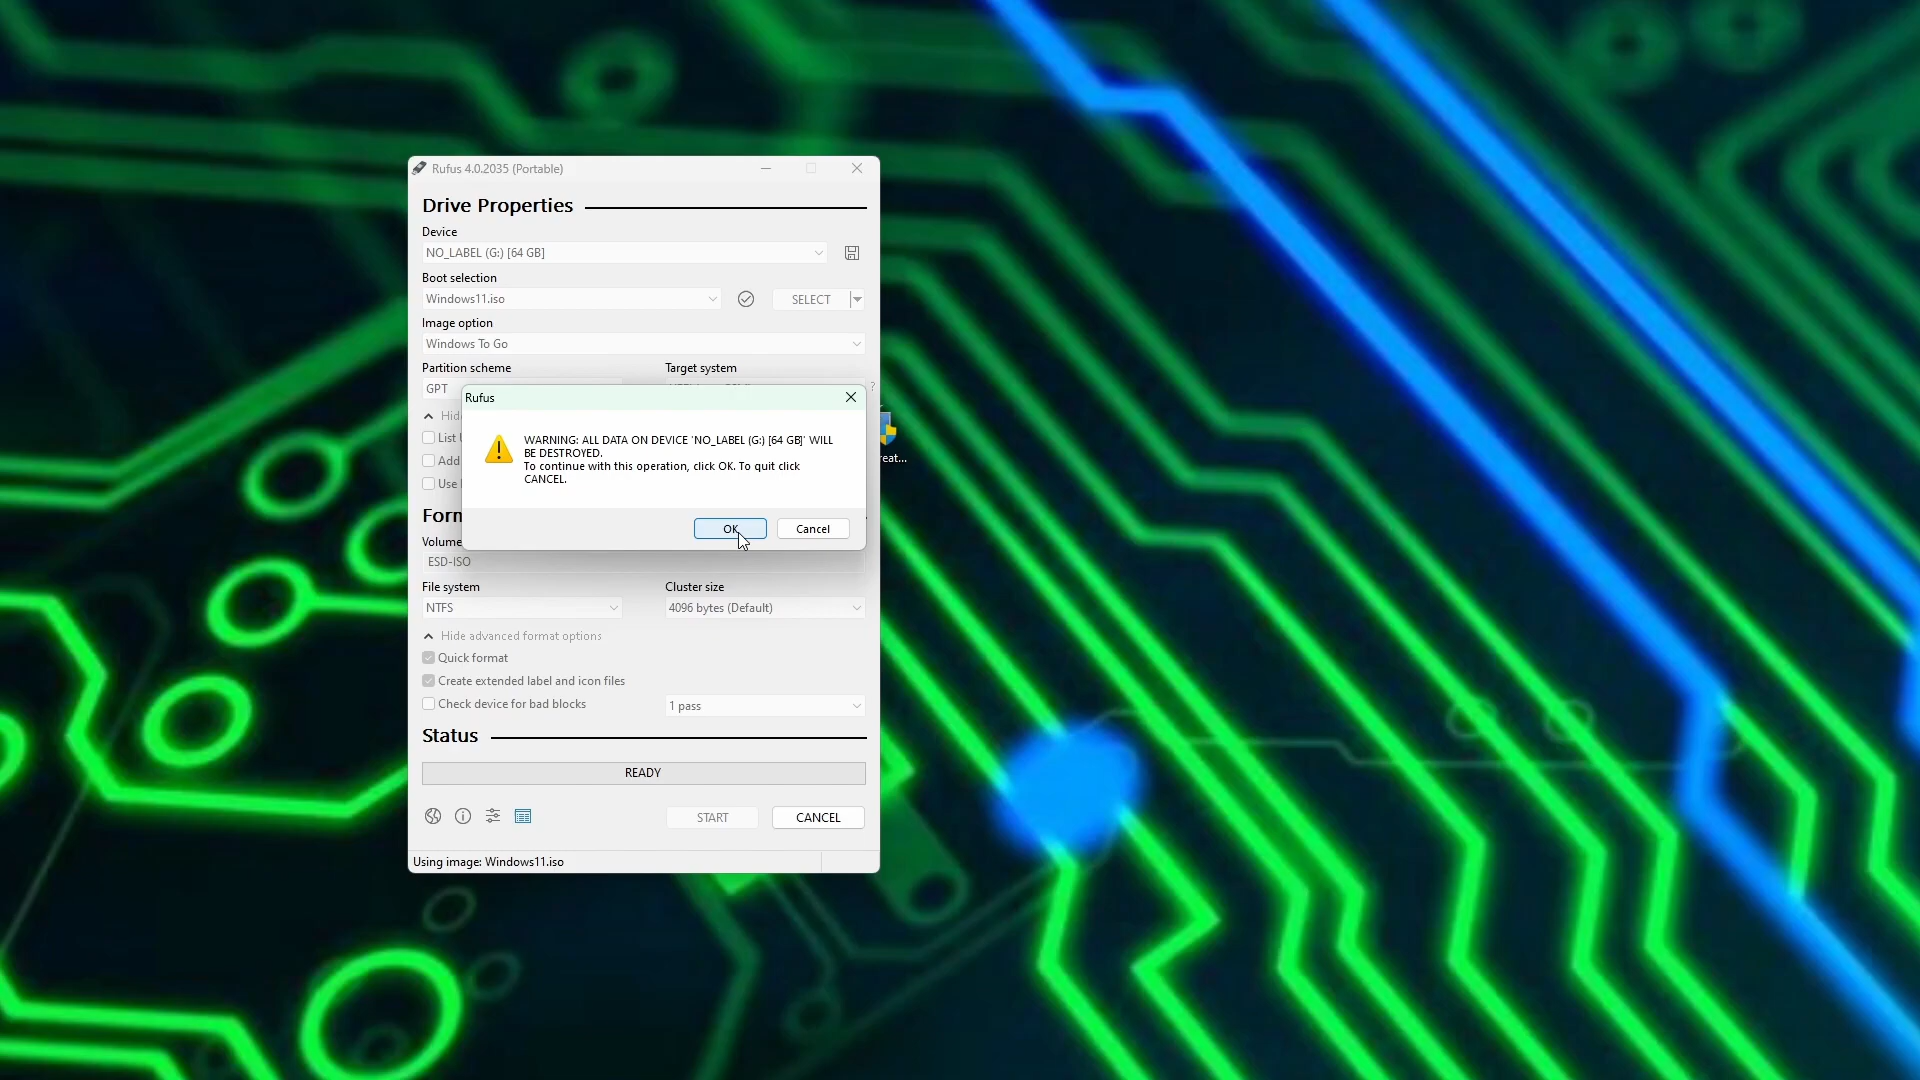 Rufus 4.0.2035 (Portable)
Drive Properties
Device
NO_LABEL (G:) [64 GB]
Boot selection
Windows11.iso
SELECT
Image option
Windows To Go
Partition scheme Target system
GPT
?
Rufus
WARNING: ALL DATA ON DEVICE 'NO_LABEL (G:) [64 GB]' WILL
BE DESTROYED.
To continue with this operation, click OK. To quit click
CANCEL.
OK Cancel
Hid
List
Add
Use
Form
Volume
ESD-ISO
File system Cluster size
NTFS 4096 bytes (Default)
Hide advanced format options
Quick format
Create extended label and icon files
Check device for bad blocks 1 pass
Status
READY
START CANCEL
Using image: Windows11.iso
reat...